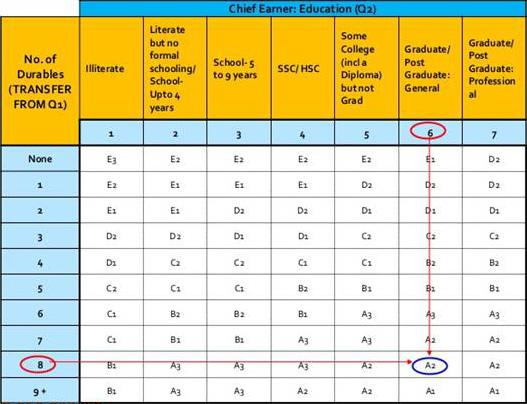 Chief Earner: Education (Q2)
No. of
Durables
(TRANSFER
FROM Q1)
Illiterate
Literate
but no
formal
schooling/
School-
Upto 4
years
School- 5
to 9 years
SSC/ HSC
Some
College
(incl a
Diploma)
but not
Grad
Graduate/
Post
Graduate:
General
Graduate/
Post
Graduate:
Profession
al
1 2 3 4 5 6 7
None E3 E2 E2 E2 E2 E1 D2
1 E2 E1 E1 E1 D2 D2 D2
2 E1 E1 D2 D2 D1 D1 D1
3 D2 D2 D1 D1 C2 C2 C2
4 D1 C2 C2 C1 C1 B2 B2
5 C2 C1 C1 B2 B1 B1 B1
6 C1 B2 B2 B1 A3 A3 A3
7 C1 B1 B1 A3 A3 A2 A2
8 B1 A3 A3 A3 A2 A2 A2
9 + B1 A3 A3 A2 A2 A1 A1